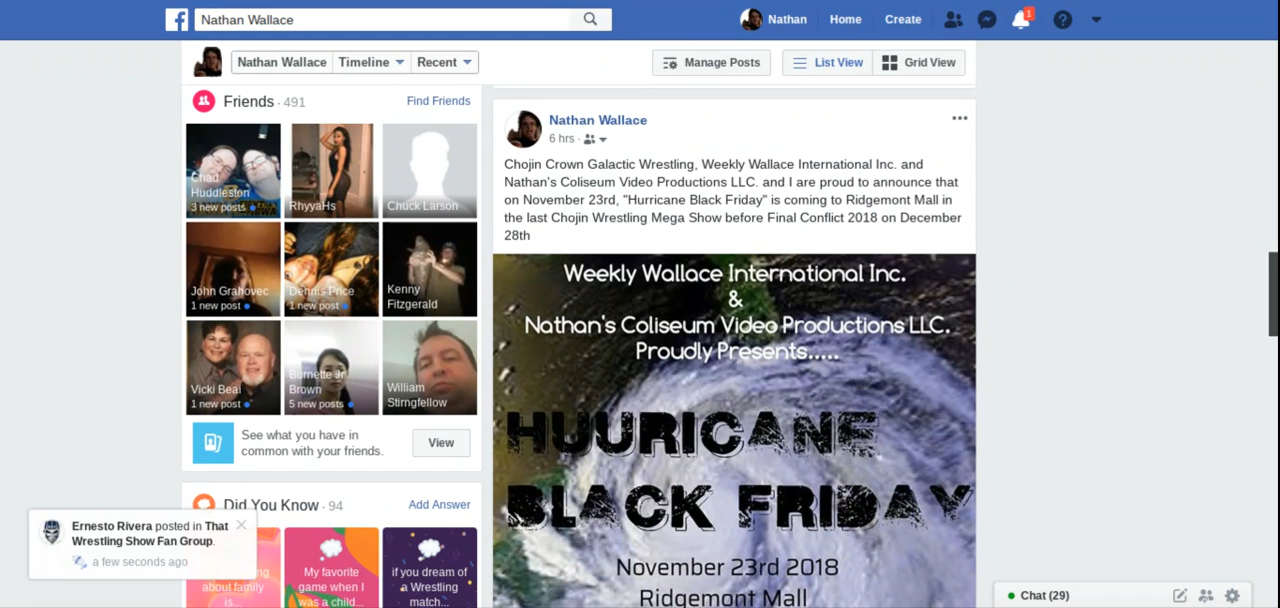 Nathan Wallace
Nathan
Home
Create
1
Nathan Wallace
Timeline
Recent
Manage Posts
List View
Grid View
Friends · 491
Find Friends
Chad
Huddleston
3 new posts
RhyyaHs
Chuck Larson
John Grahovec
1 new post
Dennis Price
1 new post
Kenny
Fitzgerald
Vicki Beal
1 new post
Burnette Jr
Brown
5 new posts
William
Stirngfellow
See what you have in
common with your friends.
View
Did You Know · 94
Add Answer
about family
is...
My favorite
game when I
was a child...
if you dream of
a Wrestling
match...
Ernesto Rivera posted in That
Wrestling Show Fan Group.
a few seconds ago
Nathan Wallace
6 hrs ·
Chojin Crown Galactic Wrestling, Weekly Wallace International Inc. and
Nathan's Coliseum Video Productions LLC. and I are proud to announce that
on November 23rd, "Hurricane Black Friday" is coming to Ridgemont Mall in
the last Chojin Wrestling Mega Show before Final Conflict 2018 on December
28th
Weekly Wallace International Inc.
&
Nathan's Coliseum Video Productions LLC.
Proudly Presents.....
HUURICANE
BLACK FRIDAY
November 23rd 2018
Ridgemont Mall
Chat (29)